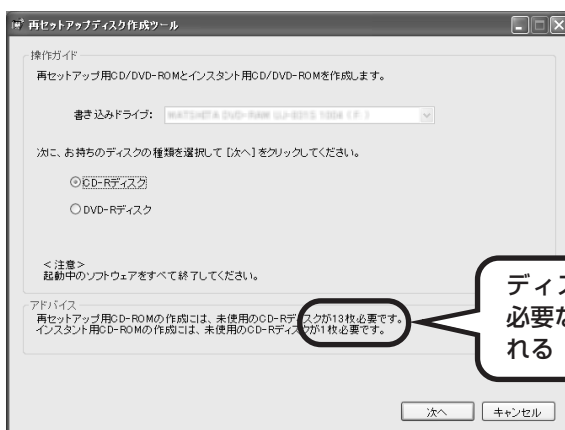 再セットアップディスク作成ツール
操作ガイド
再セットアップ用CD/DVD-ROMとインスタント用CD/DVD-ROMを作成します。
書き込みドライブ:
次に、お持ちのディスクの種類を選択して [次へ] をクリックしてください。
CD-Rディスク
DVD-Rディスク
<注意>
起動中のソフトウェアをすべて終了してください。
アドバイス
再セットアップ用CD-ROMの作成には、未使用のCD-Rディスクが13枚必要です。
インスタント用CD-ROMの作成には、未使用のCD-Rディスクが1枚必要です。
ディス
必要な
れる
次へ
キャンセル